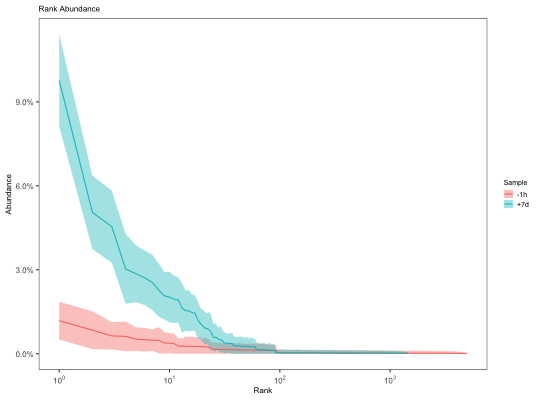 Rank Abundance
Abundance
9.0%
6.0%
3.0%
0.0%
10^0
10^1
10^2
10^3
Rank
Sample
-1h
+7d